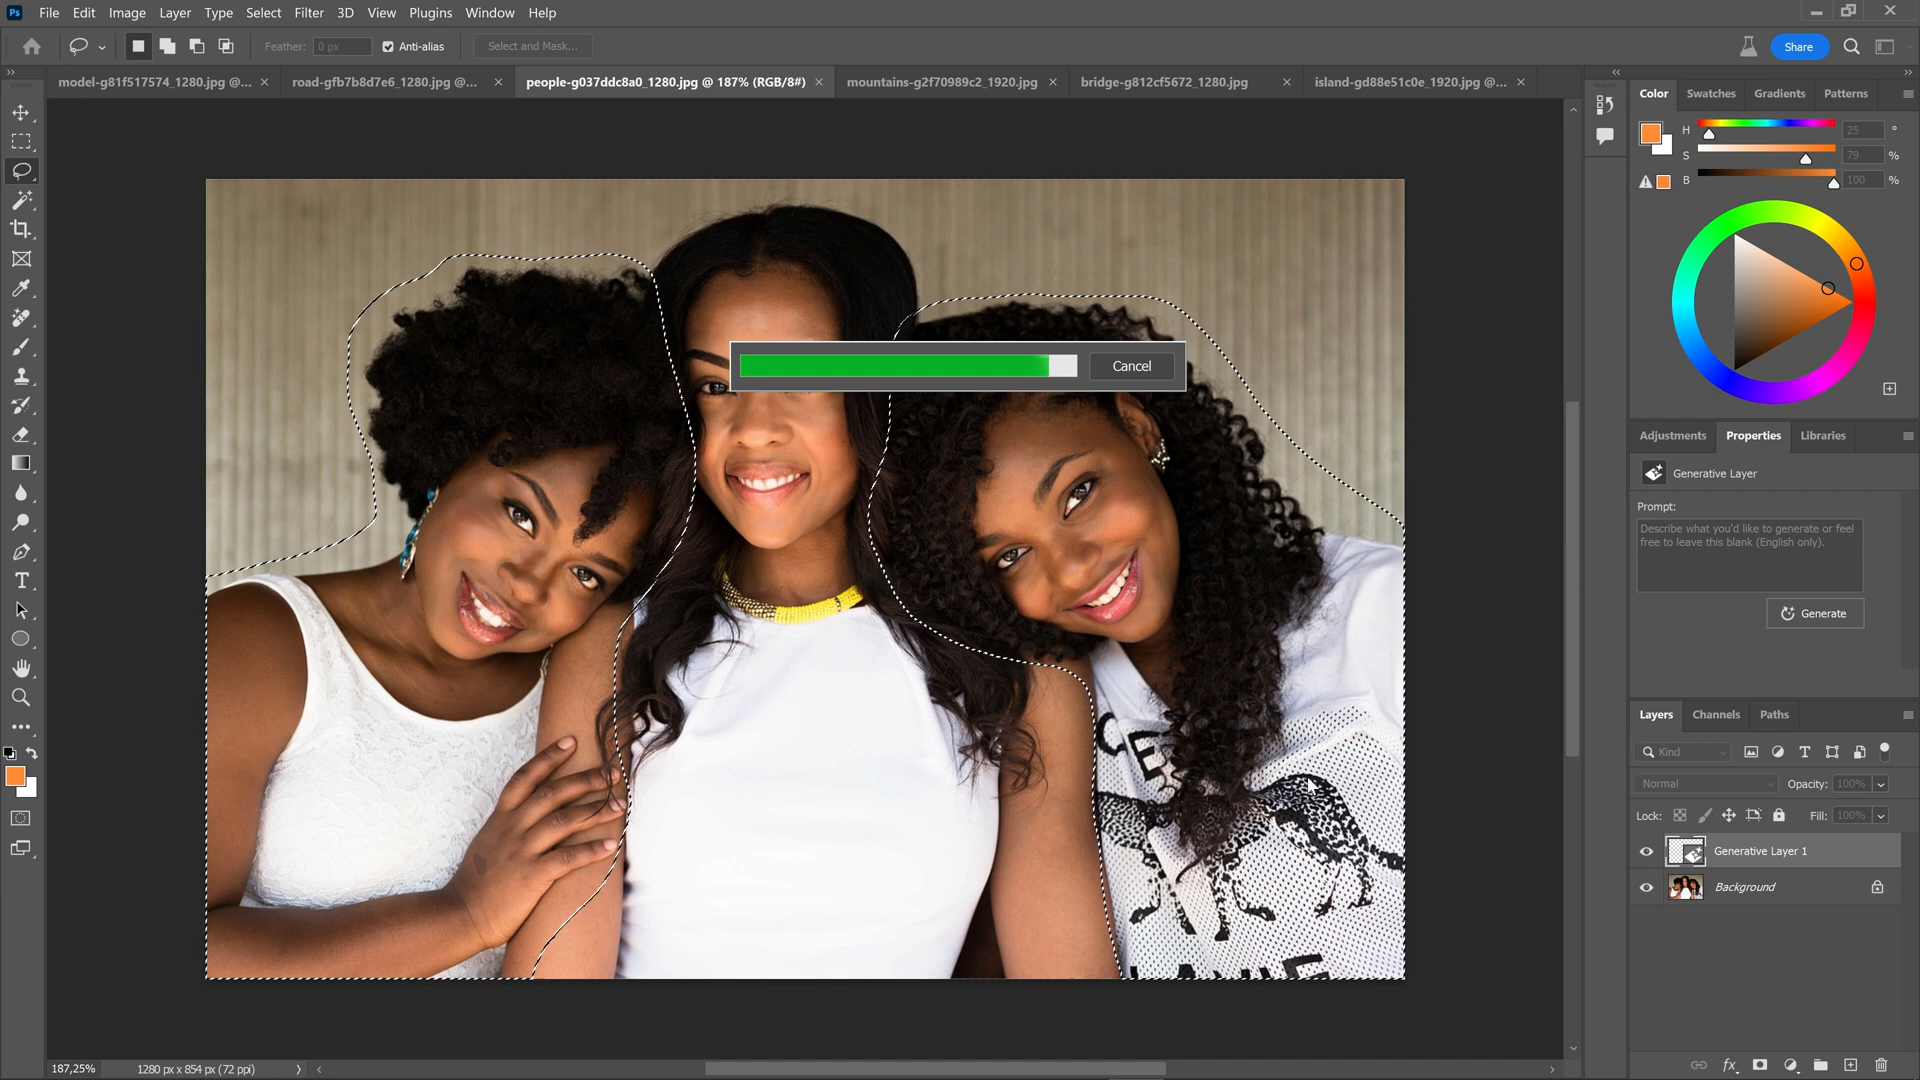 Ps File Edit Image Layer Type Select Filter 3D View Plugins Window Help
Feather: 0 px Anti-alias Select and Mask... Share
model-g81f517574_1280.jpg @... road-gfb7b8d7e6_1280.jpg @... people-g037ddc8a0_1280.jpg @ 187% (RGB/8#) mountains-g2f70989c2_1920.jpg bridge-g812cf5672_1280.jpg island-gd88e51c0e_1920.jpg @...
Color Swatches Gradients Patterns
H 25 °
S 79 %
B 100 %
Cancel
Adjustments Properties Libraries
Generative Layer
Prompt:
Describe what you'd like to generate or feel
free to leave this blank (English only).
Generate
Layers Channels Paths
Kind
Normal Opacity: 100%
Lock: Fill: 100%
Generative Layer 1
Background
fx
187,25% 1280 px x 854 px (72 ppi)